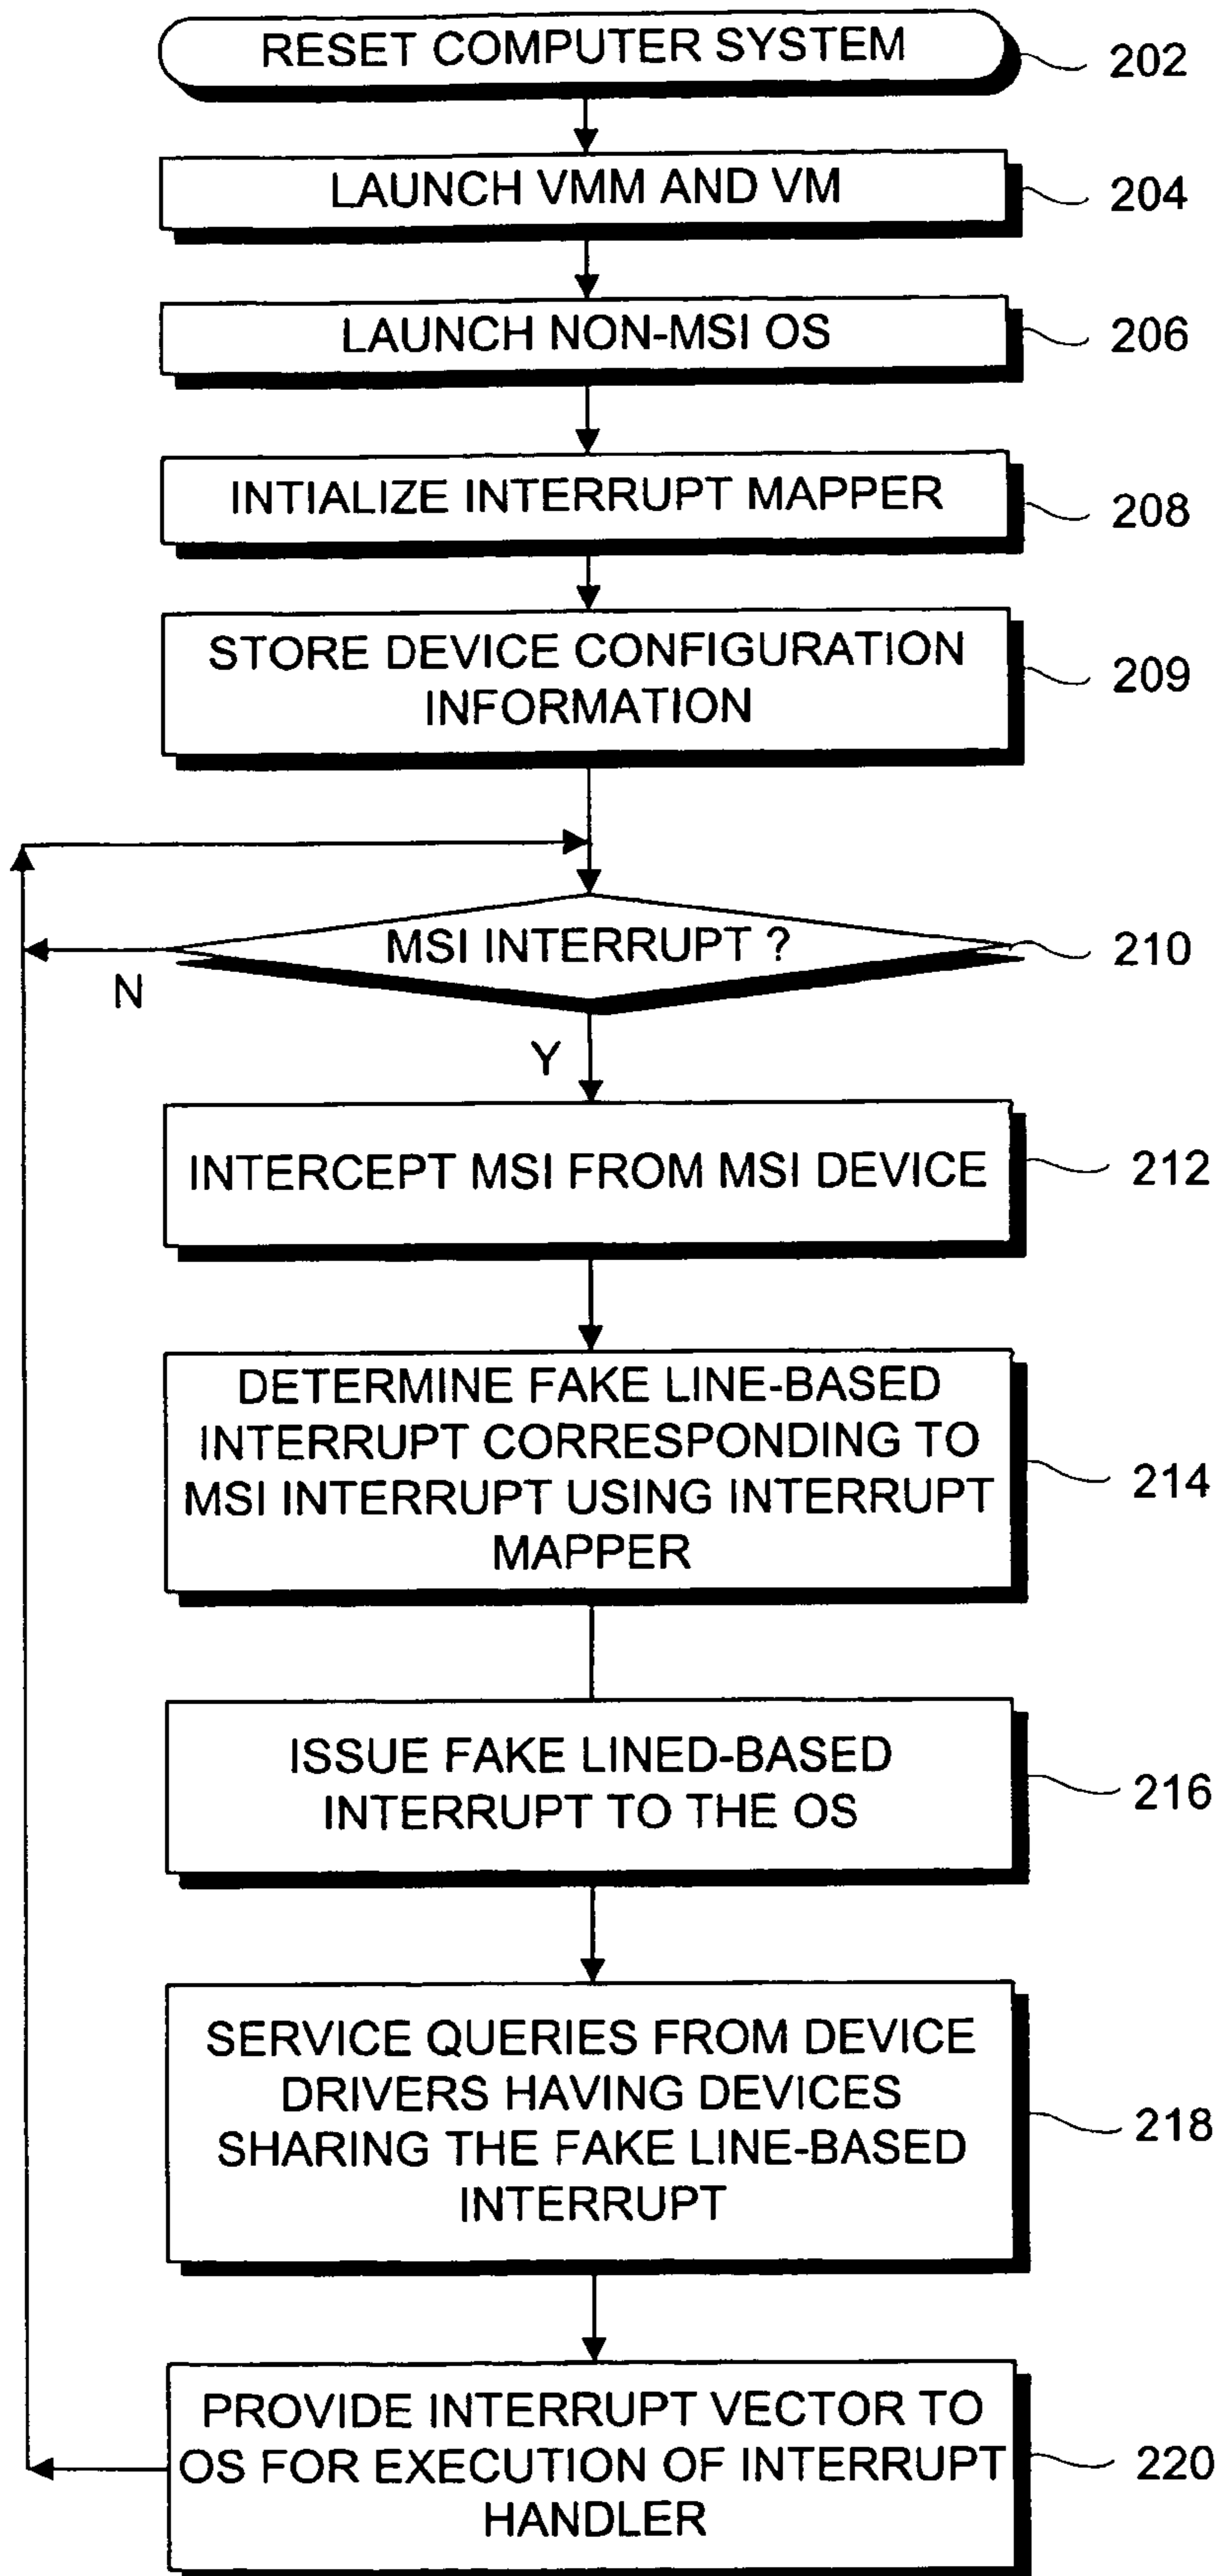 RESET COMPUTER SYSTEM
202
LAUNCH VMM AND VM
204
LAUNCH NON-MSI OS
206
INTIALIZE INTERRUPT MAPPER
208
STORE DEVICE CONFIGURATION
INFORMATION
209
MSI INTERRUPT ?
210
N
Y
INTERCEPT MSI FROM MSI DEVICE
212
DETERMINE FAKE LINE-BASED
INTERRUPT CORRESPONDING TO
MSI INTERRUPT USING INTERRUPT
MAPPER
214
ISSUE FAKE LINED-BASED
INTERRUPT TO THE OS
216
SERVICE QUERIES FROM DEVICE
DRIVERS HAVING DEVICES
SHARING THE FAKE LINE-BASED
INTERRUPT
218
PROVIDE INTERRUPT VECTOR TO
OS FOR EXECUTION OF INTERRUPT
HANDLER
220